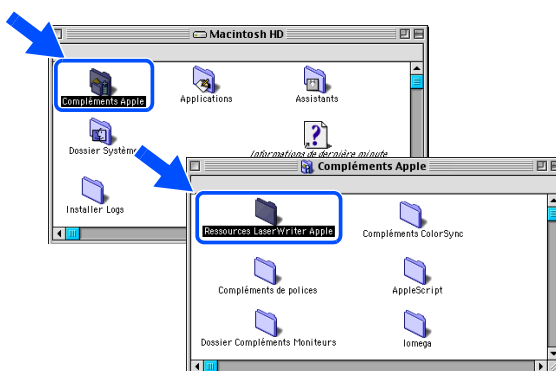 Macintosh HD
Compléments Apple
Applications
Assistants
Dossier Système
Informations de dernière minute
Installer Logs
Compléments Apple
Ressources LaserWriter Apple
Compléments ColorSync
Compléments de polices
AppleScript
Dossier Compléments Moniteurs
Iomega